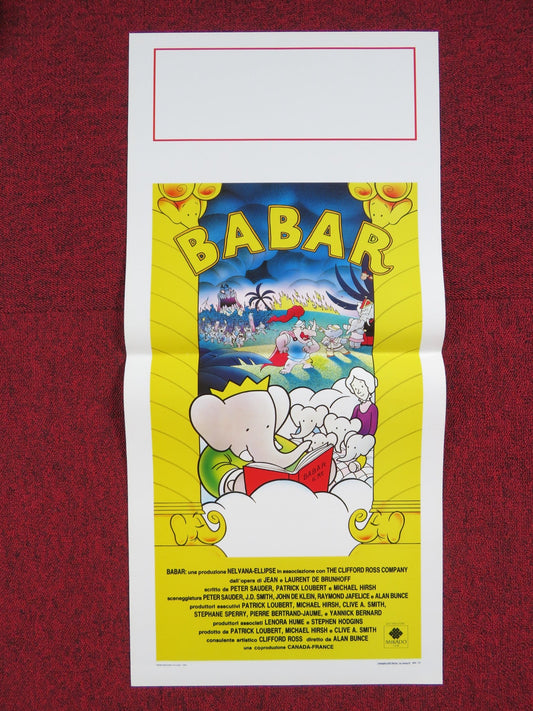 BABAR
BABAR
BABAR: una produzione NELVANA-ELLIPSE in associazione con THE CLIFFORD ROSS COMPANY
dall'opera di JEAN e LAURENT DE BRUNHOFF
scritto da PETER SAUDER, PATRICK LOUBERT e MICHAEL HIRSH
sceneggiatura PETER SAUDER, J.D. SMITH, JOHN DE KLEIN, RAYMOND JAFELICE e ALAN BUNCE
produttori esecutivi PATRICK LOUBERT, MICHAEL HIRSH, CLIVE A. SMITH,
STEPHANE SPERRY, PIERRE BERTRAND-JAUME, e YANNICK BERNARD
produttori associati LENORA HUME e STEPHEN HODGINS
prodotto da PATRICK LOUBERT, MICHAEL HIRSH e CLIVE A. SMITH
consulente artistico CLIFFORD ROSS diretto da ALAN BUNCE
una coproduzione CANADA-FRANCE
MIKADO